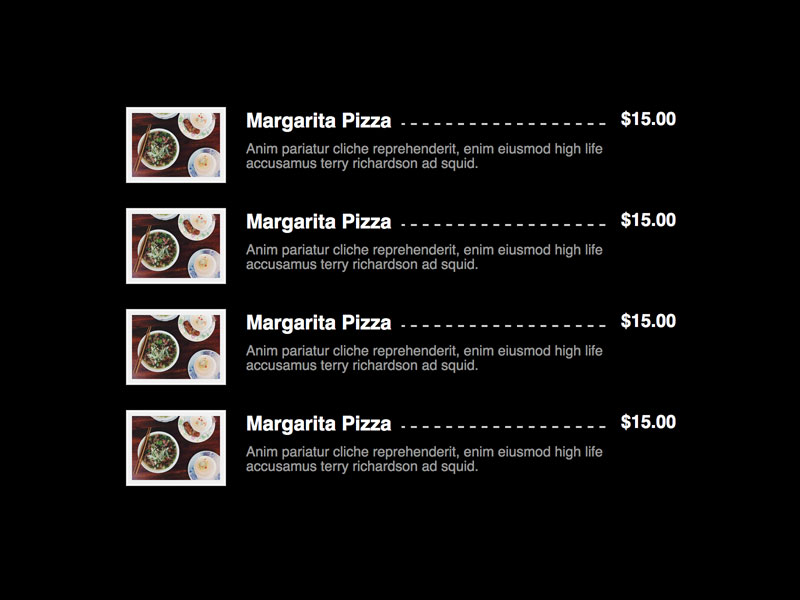 Margarita Pizza $15.00
Anim pariatur cliche reprehenderit, enim eiusmod high life
accusamus terry richardson ad squid.
Margarita Pizza $15.00
Anim pariatur cliche reprehenderit, enim eiusmod high life
accusamus terry richardson ad squid.
Margarita Pizza $15.00
Anim pariatur cliche reprehenderit, enim eiusmod high life
accusamus terry richardson ad squid.
Margarita Pizza $15.00
Anim pariatur cliche reprehenderit, enim eiusmod high life
accusamus terry richardson ad squid.